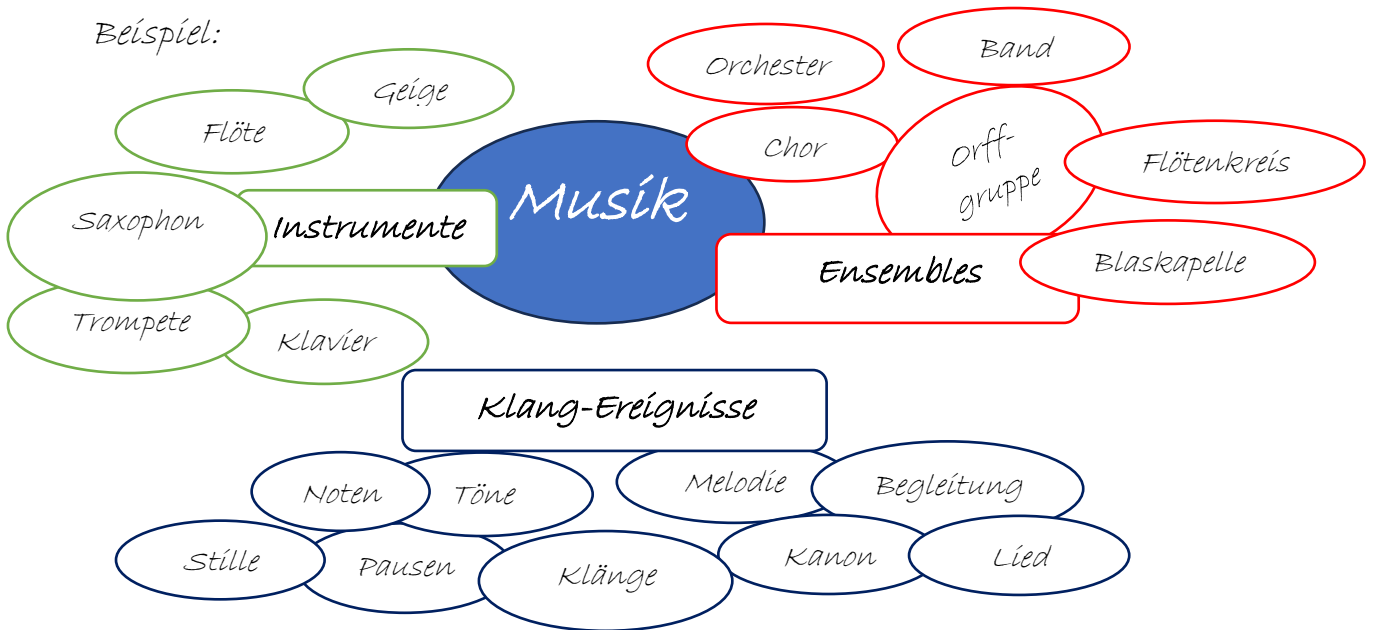 Beispiel:
Geige
Flöte
Saxophon
Instrumente
Trompete
Klavier
Musik
Orchester
Band
Chor
Orff-
gruppe
Flötenkreis
Ensembles
Blaskapelle
Klang-Ereignisse
Noten
Töne
Melodie
Begleitung
Stille
Pausen
Klänge
Kanon
Lied